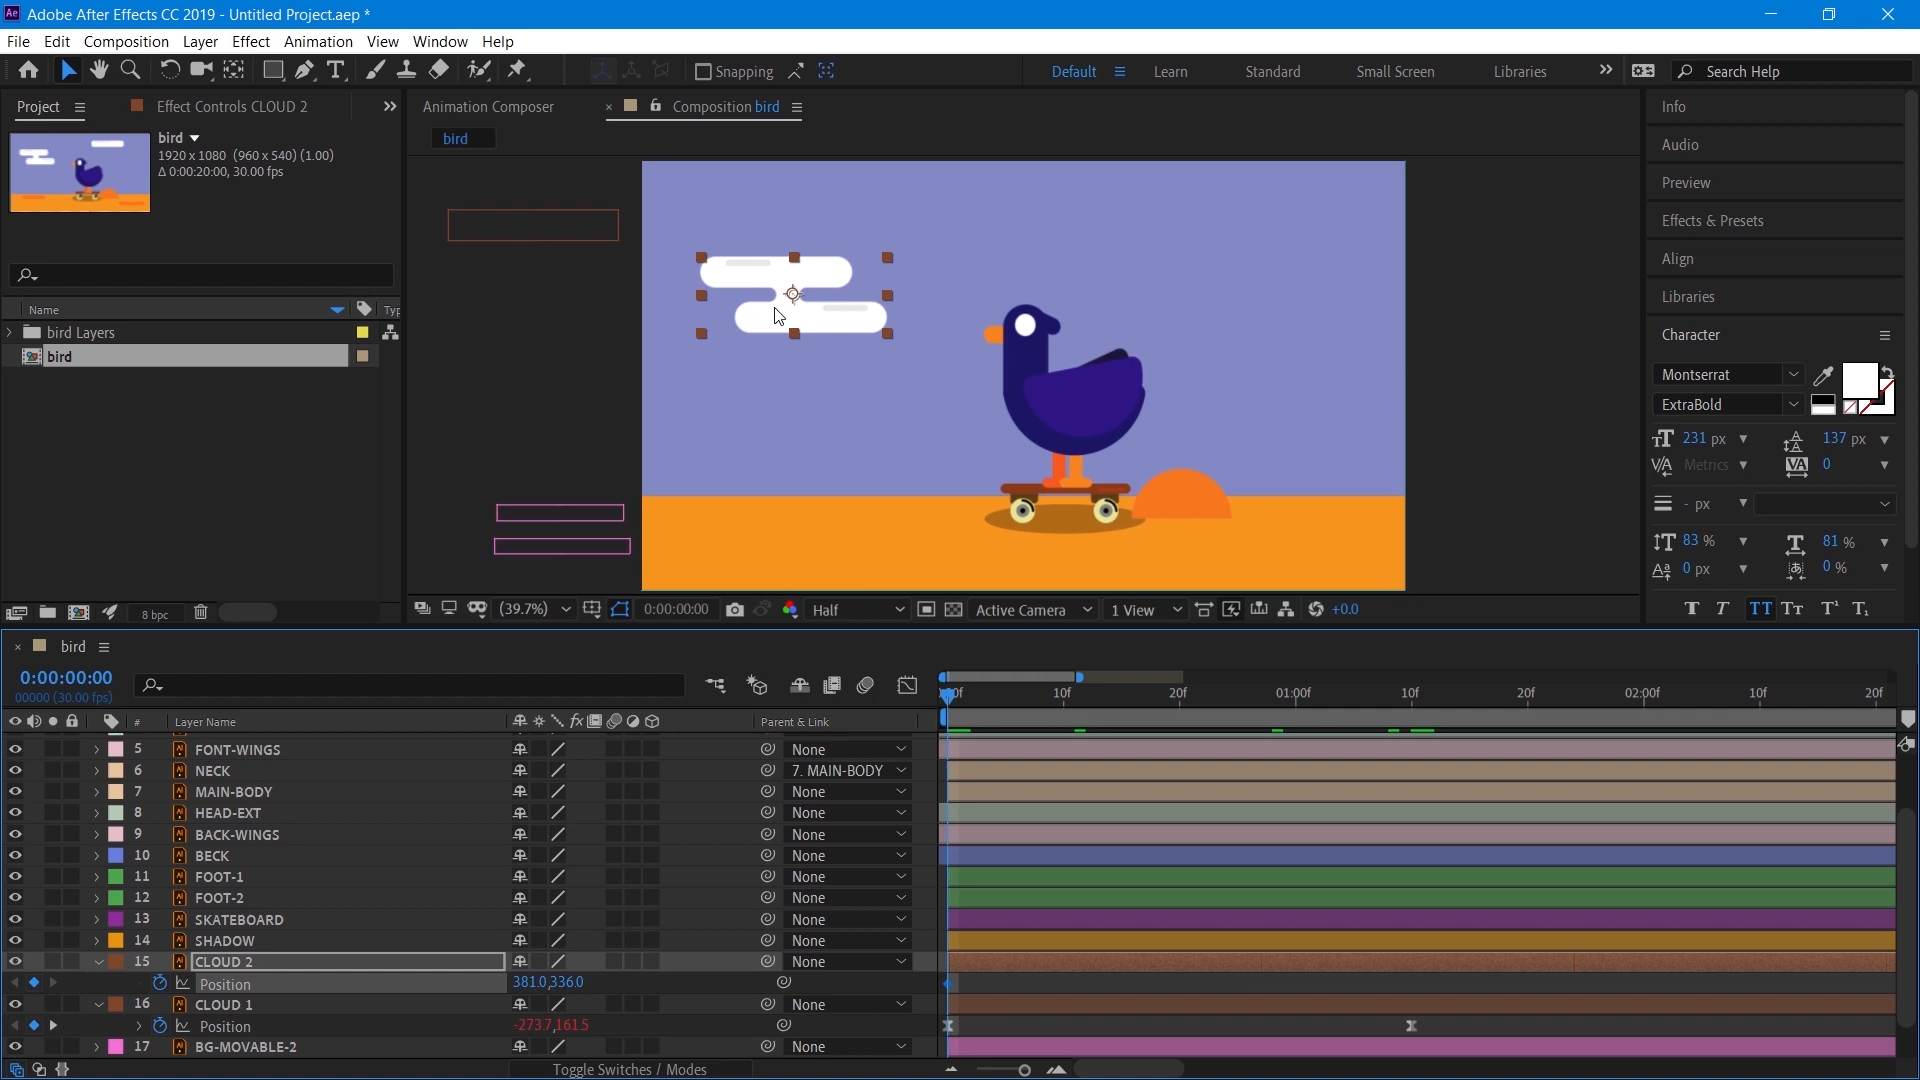 Ae Adobe After Effects CC 2019 - Untitled Project.aep *
File Edit Composition Layer Effect Animation View Window Help
Snapping Default Learn Standard Small Screen Libraries Search Help
Project Effect Controls CLOUD 2 Animation Composer Composition bird Info
bird
bird
1920 x 1080 (960 x 540) (1.00)
Δ 0:00:20:00, 30.00 fps
Audio
Preview
Effects & Presets
Align
Libraries
Character
Name Typ
bird Layers
bird
Montserrat
ExtraBold
231 px 137 px
Metrics 0
- px
83 % 81 %
0 px 0 %
8 bpc (39.7%) 0:00:00:00 Half Active Camera 1 View +0.0
TT TT T
bird
0:00:00:00
00000 (30.00 fps)
:00f 10f 20f 01:00f 10f 20f 02:00f 10f 20f
# Layer Name fx Parent & Link
5 FONT-WINGS None
6 NECK 7. MAIN-BODY
7 MAIN-BODY None
8 HEAD-EXT None
9 BACK-WINGS None
10 BECK None
11 FOOT-1 None
12 FOOT-2 None
13 SKATEBOARD None
14 SHADOW None
15 CLOUD 2 None
Position 381.0,336.0
16 CLOUD 1 None
Position -273.7,161.5
17 BG-MOVABLE-2 None
Toggle Switches / Modes